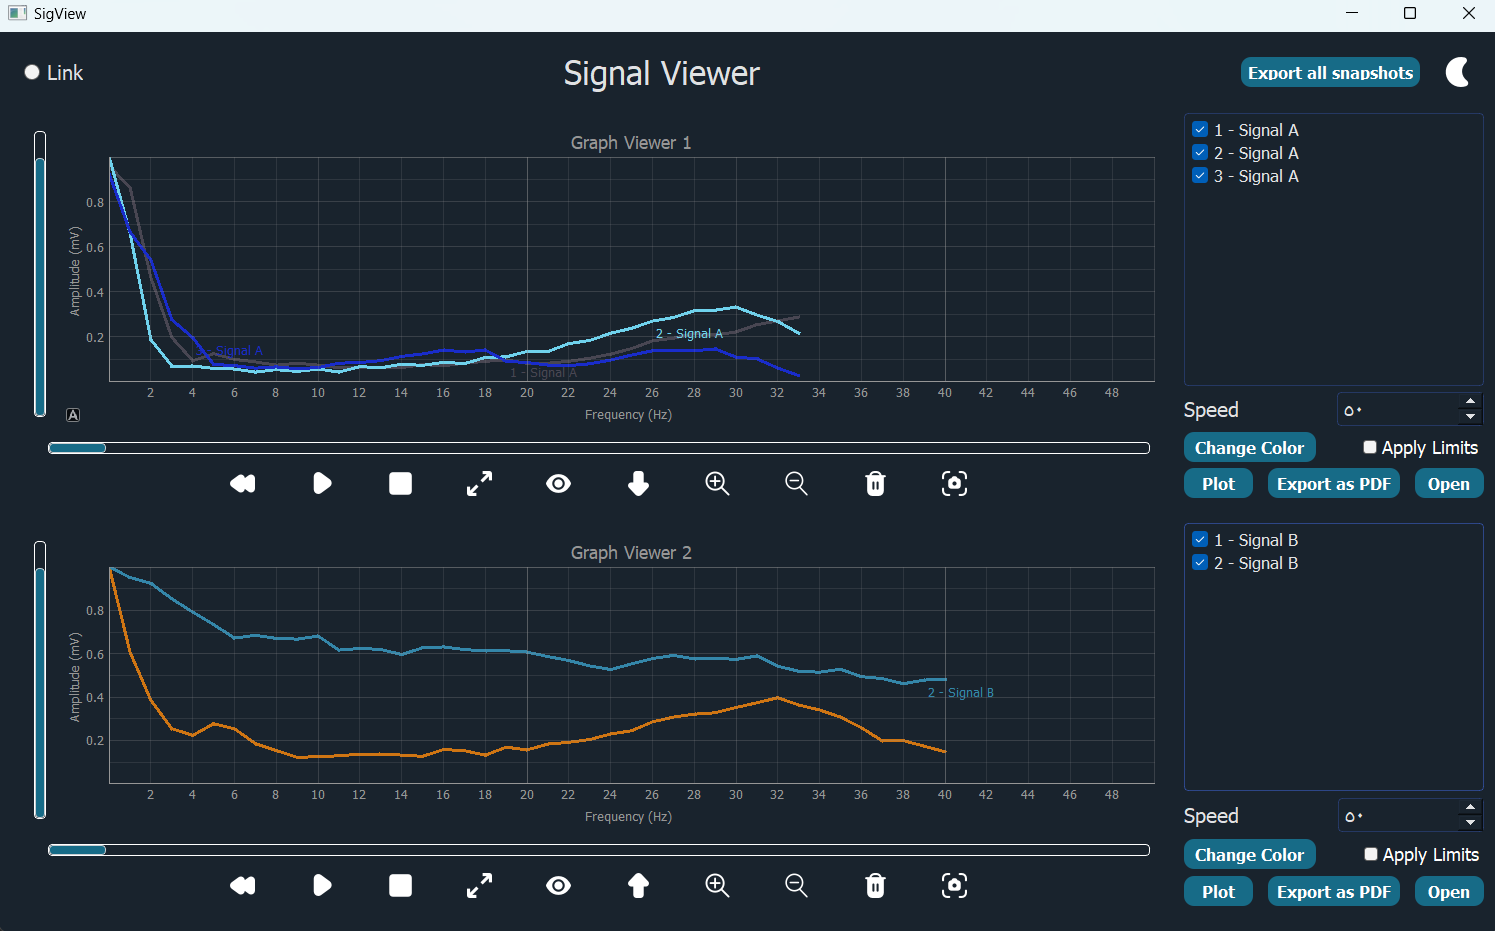 SigView
Link
Signal Viewer
Export all snapshots
Graph Viewer 1
Amplitude (mV)
0.8
0.6
0.4
0.2
3 - Signal A
2 - Signal A
1 - Signal A
2 4 6 8 10 12 14 16 18 20 22 24 26 28 30 32 34 36 38 40 42 44 46 48
Frequency (Hz)
A
1 - Signal A
2 - Signal A
3 - Signal A
Speed
٥٠
Change Color
Apply Limits
Plot
Export as PDF
Open
Graph Viewer 2
Amplitude (mV)
0.8
0.6
0.4
0.2
2 - Signal B
2 4 6 8 10 12 14 16 18 20 22 24 26 28 30 32 34 36 38 40 42 44 46 48
Frequency (Hz)
1 - Signal B
2 - Signal B
Speed
٥٠
Change Color
Apply Limits
Plot
Export as PDF
Open